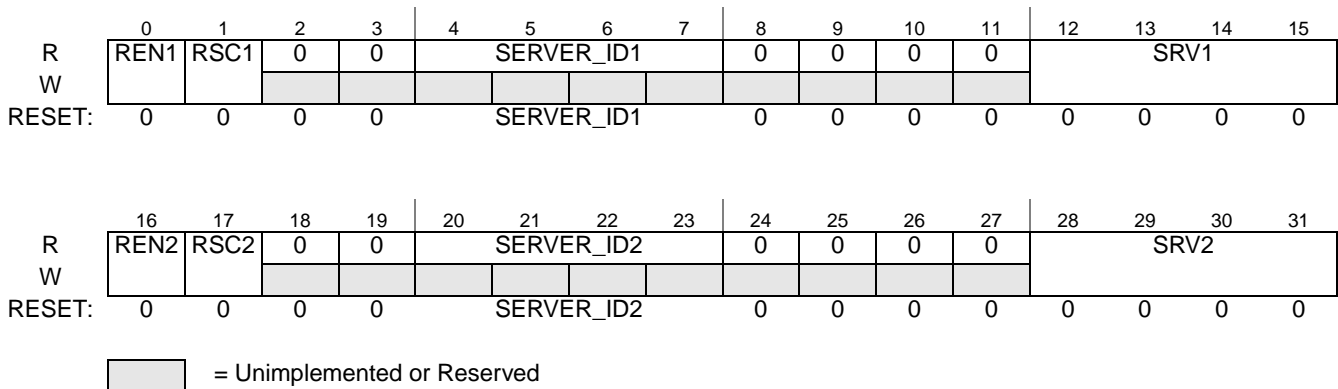 0 1 2 3 4 5 6 7 8 9 10 11 12 13 14 15
R REN1 RSC1 0 0 SERVER_ID1 0 0 0 0 SRV1
W
RESET: 0 0 0 0 SERVER_ID1 0 0 0 0 0 0 0 0
16 17 18 19 20 21 22 23 24 25 26 27 28 29 30 31
R REN2 RSC2 0 0 SERVER_ID2 0 0 0 0 SRV2
W
RESET: 0 0 0 0 SERVER_ID2 0 0 0 0 0 0 0 0
= Unimplemented or Reserved